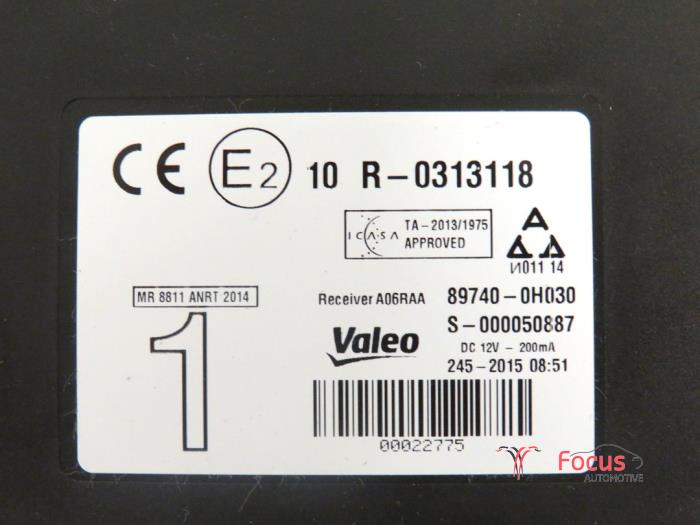 CE E2 10 R-0313118
ICASA TA-2013/1975
APPROVED
И011 14
MR 8811 ANRT 2014
Receiver A06RAA 89740-0H030
S-000050887
1
Valeo
DC 12V - 200mA
245-2015 08:51
00022775
Focus
AUTOMOTIVE